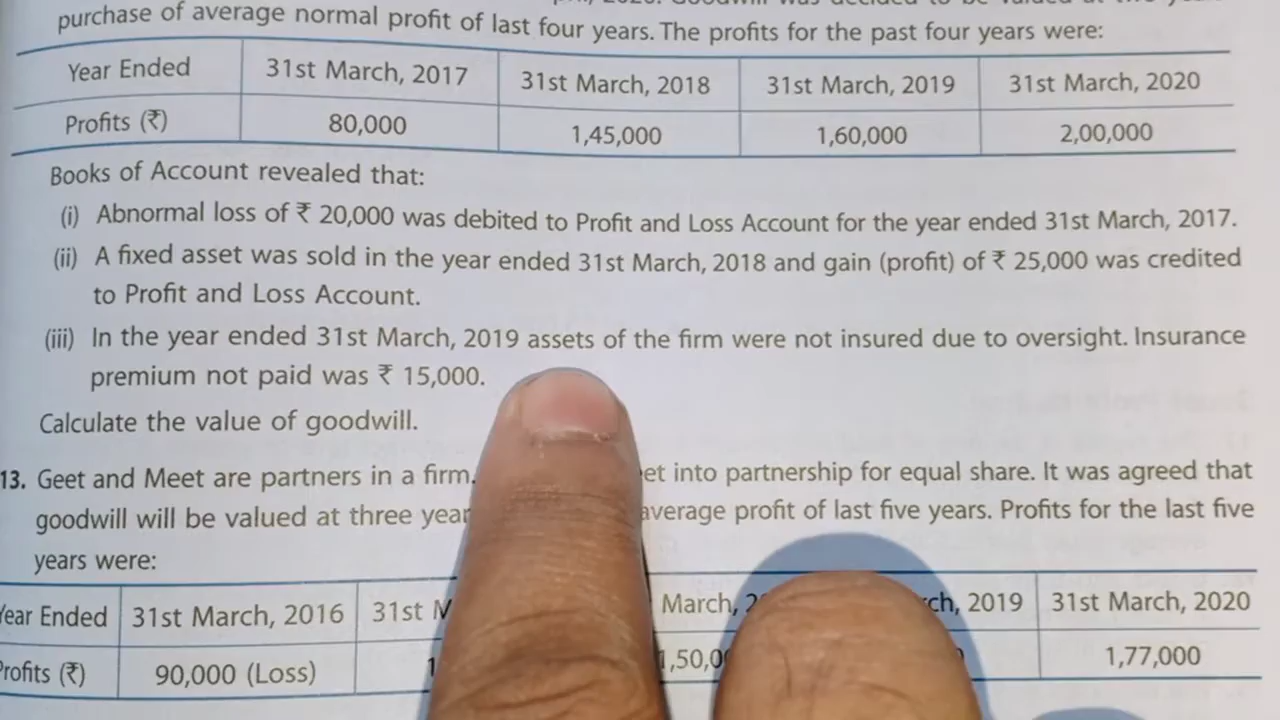 purchase of average normal profit of last four years. The profits for the past four years were:
Year Ended 31st March, 2017 31st March, 2018 31st March, 2019 31st March, 2020
Profits (₹) 80,000 1,45,000 1,60,000 2,00,000
Books of Account revealed that:
(i) Abnormal loss of ₹ 20,000 was debited to Profit and Loss Account for the year ended 31st March, 2017.
(ii) A fixed asset was sold in the year ended 31st March, 2018 and gain (profit) of ₹ 25,000 was credited
to Profit and Loss Account.
(iii) In the year ended 31st March, 2019 assets of the firm were not insured due to oversight. Insurance
premium not paid was ₹ 15,000.
Calculate the value of goodwill.
13. Geet and Meet are partners in a firm. into partnership for equal share. It was agreed that
goodwill will be valued at three average profit of last five years. Profits for the last five
years were:
Year Ended 31st March, 2016 31st March, 2019 31st March, 2020
Profits (₹) 90,000 (Loss) 1,77,000